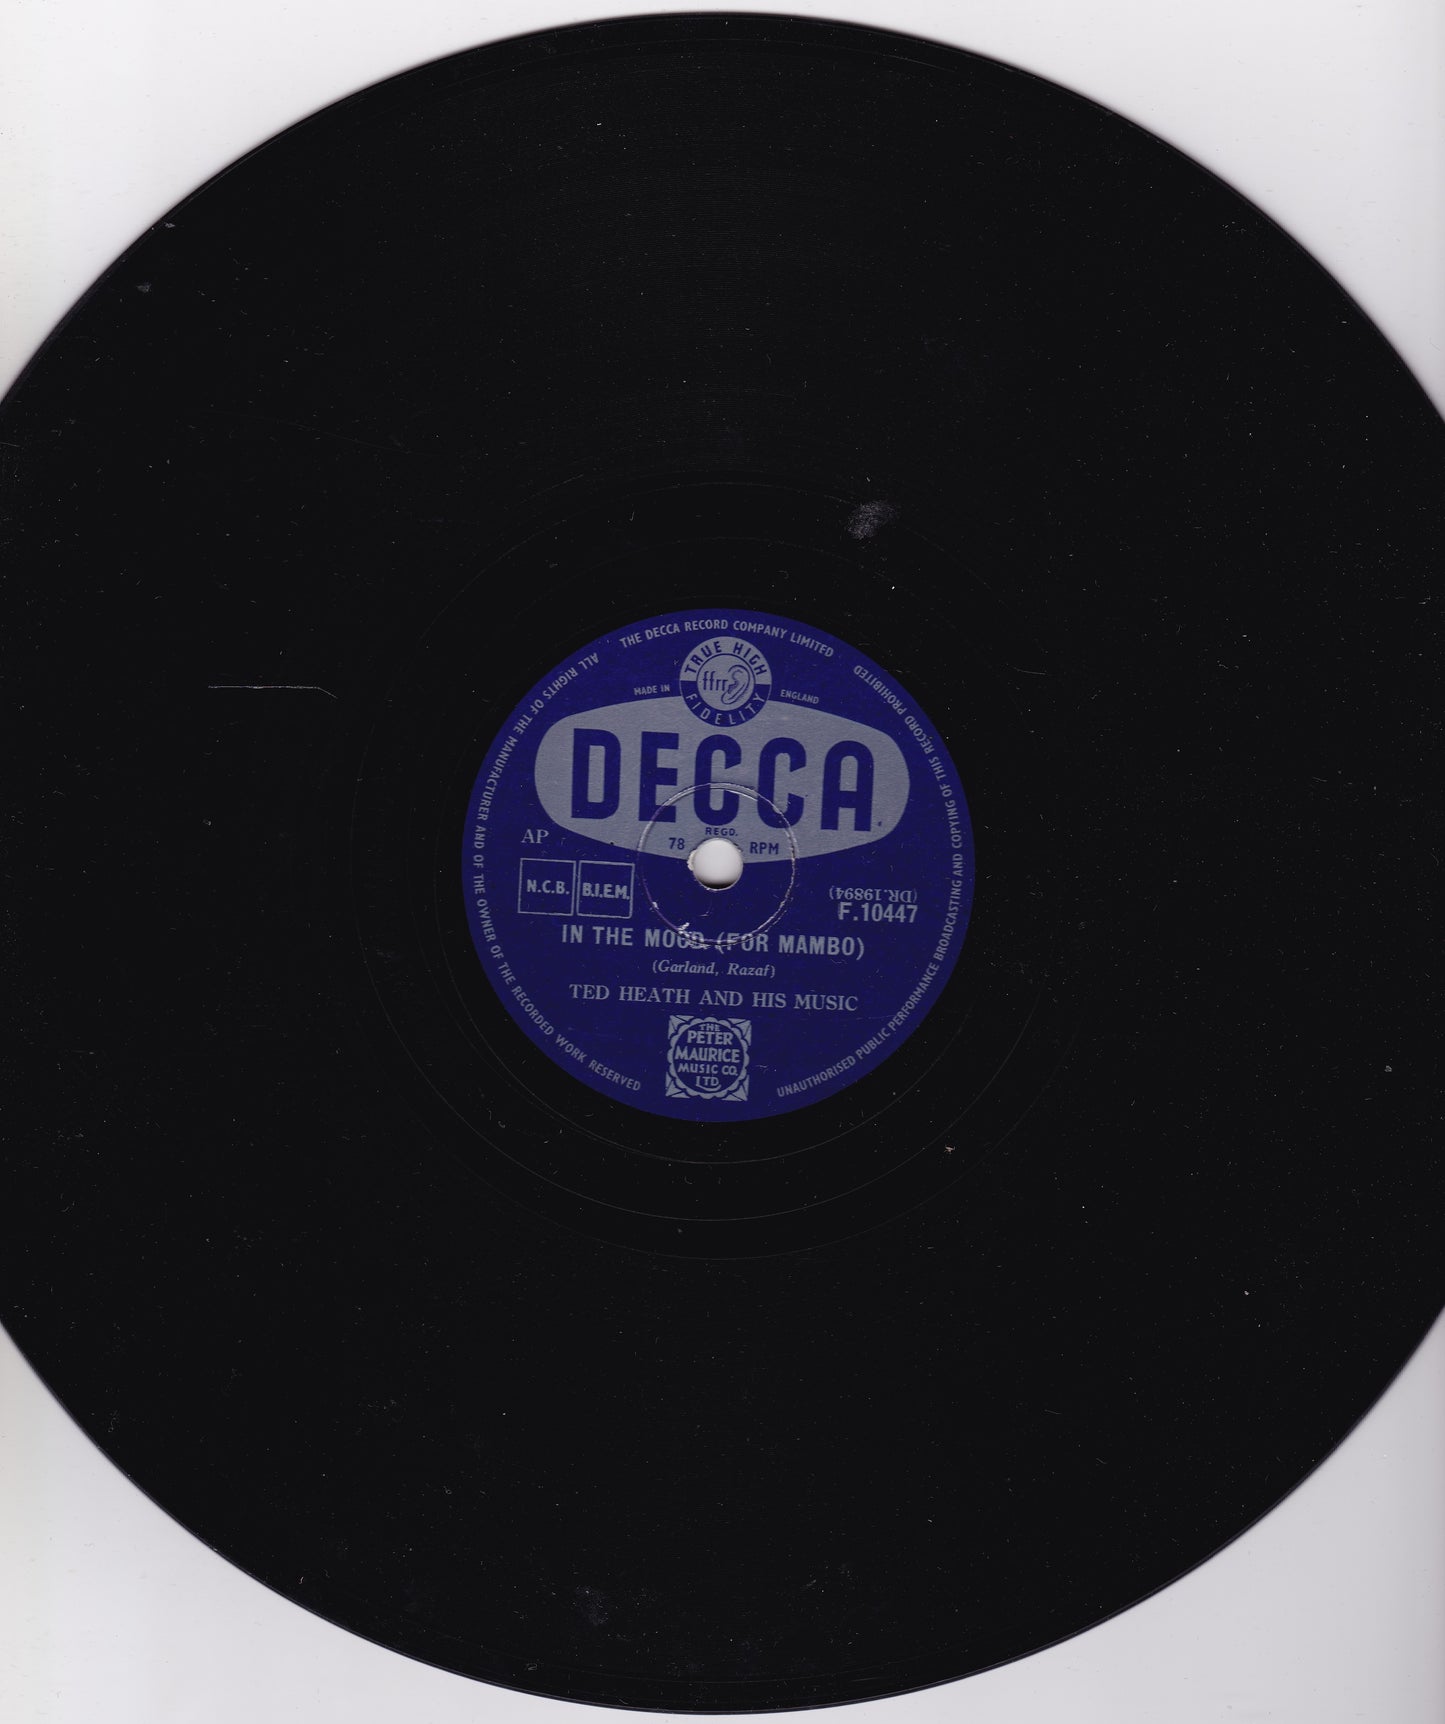 THE DECCA RECORD COMPANY LIMITED
ALL RIGHTS OF THE MANUFACTURER AND OF THE OWNER OF THE RECORDED WORK RESERVED
UNAUTHORISED PUBLIC PERFORMANCE BROADCASTING AND COPYING OF THIS RECORD PROHIBITED
TRUE HIGH
ffrr
FIDELITY
MADE IN ENGLAND
DECCA
REGD.
78 RPM
AP
N.C.B. B.I.E.M.
(DR.19894)
F.10447
IN THE MOOD (FOR MAMBO)
(Garland, Razaf)
TED HEATH AND HIS MUSIC
THE
PETER
MAURICE
MUSIC CO.
LTD.